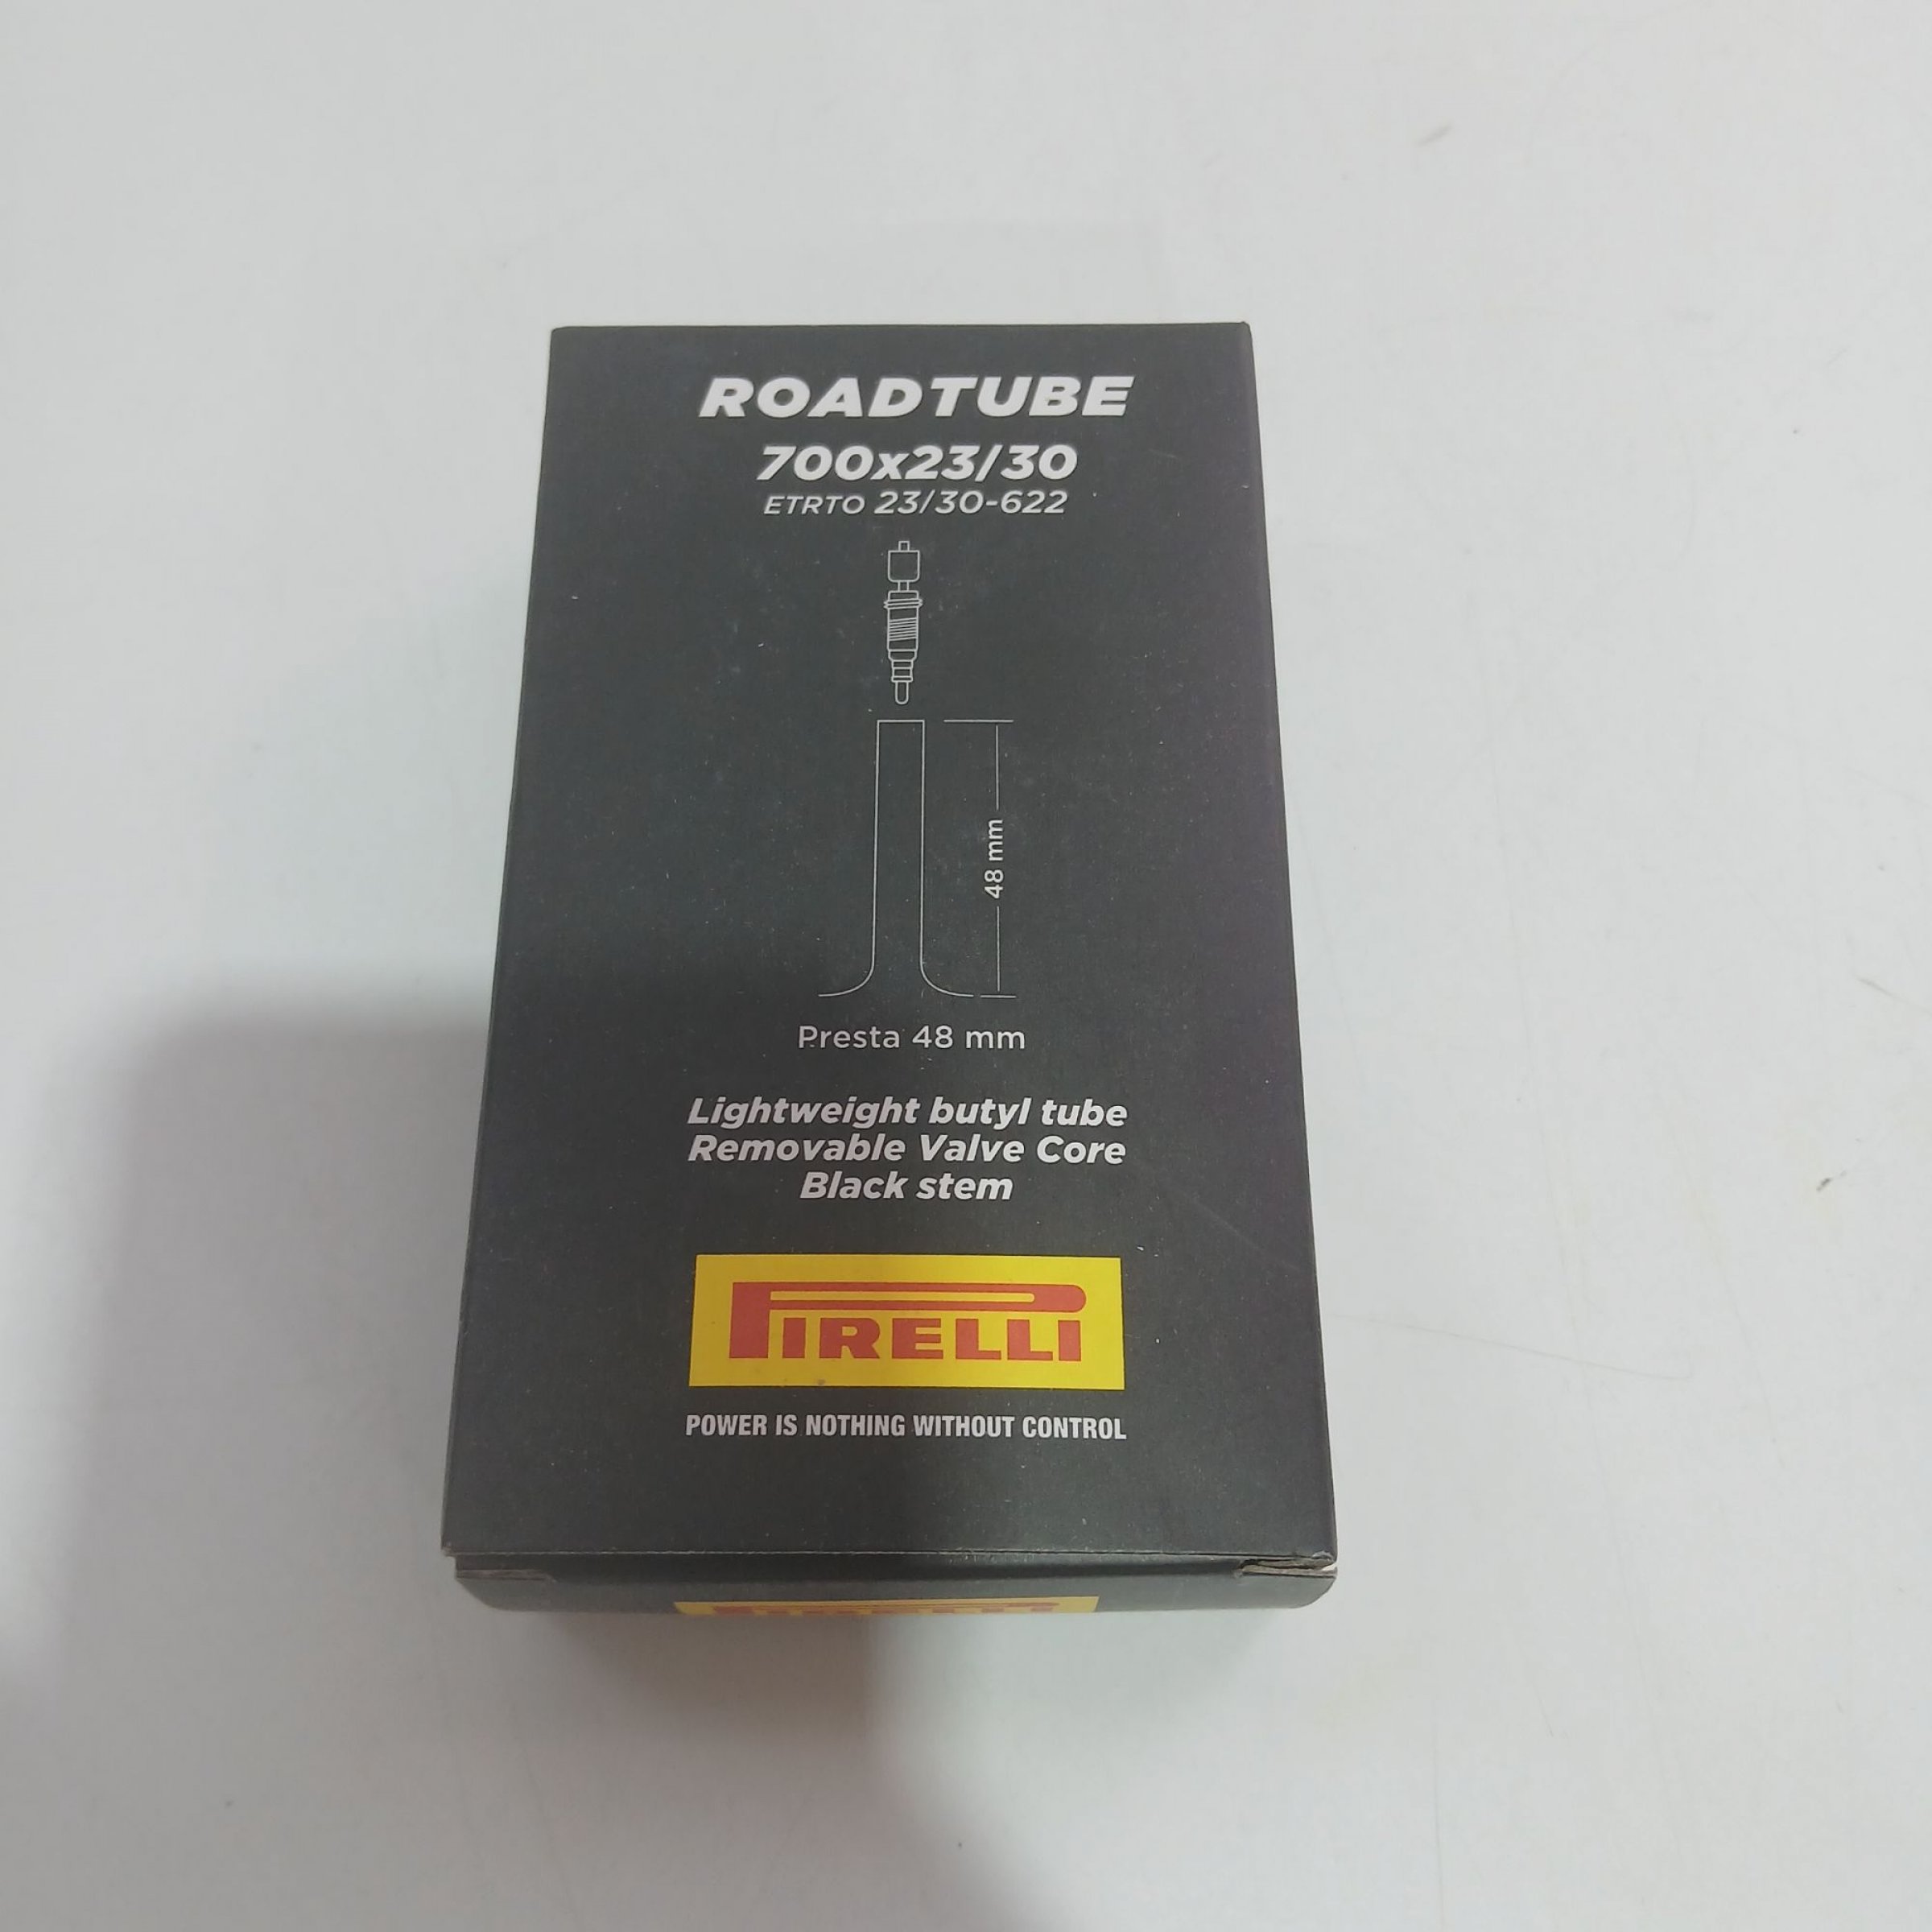 ROADTUBE
700x23/30
ETRTO 23/30-622
48 mm
Presta 48 mm
Lightweight butyl tube
Removable Valve Core
Black stem
PIRELLI
POWER IS NOTHING WITHOUT CONTROL
PIRELLI